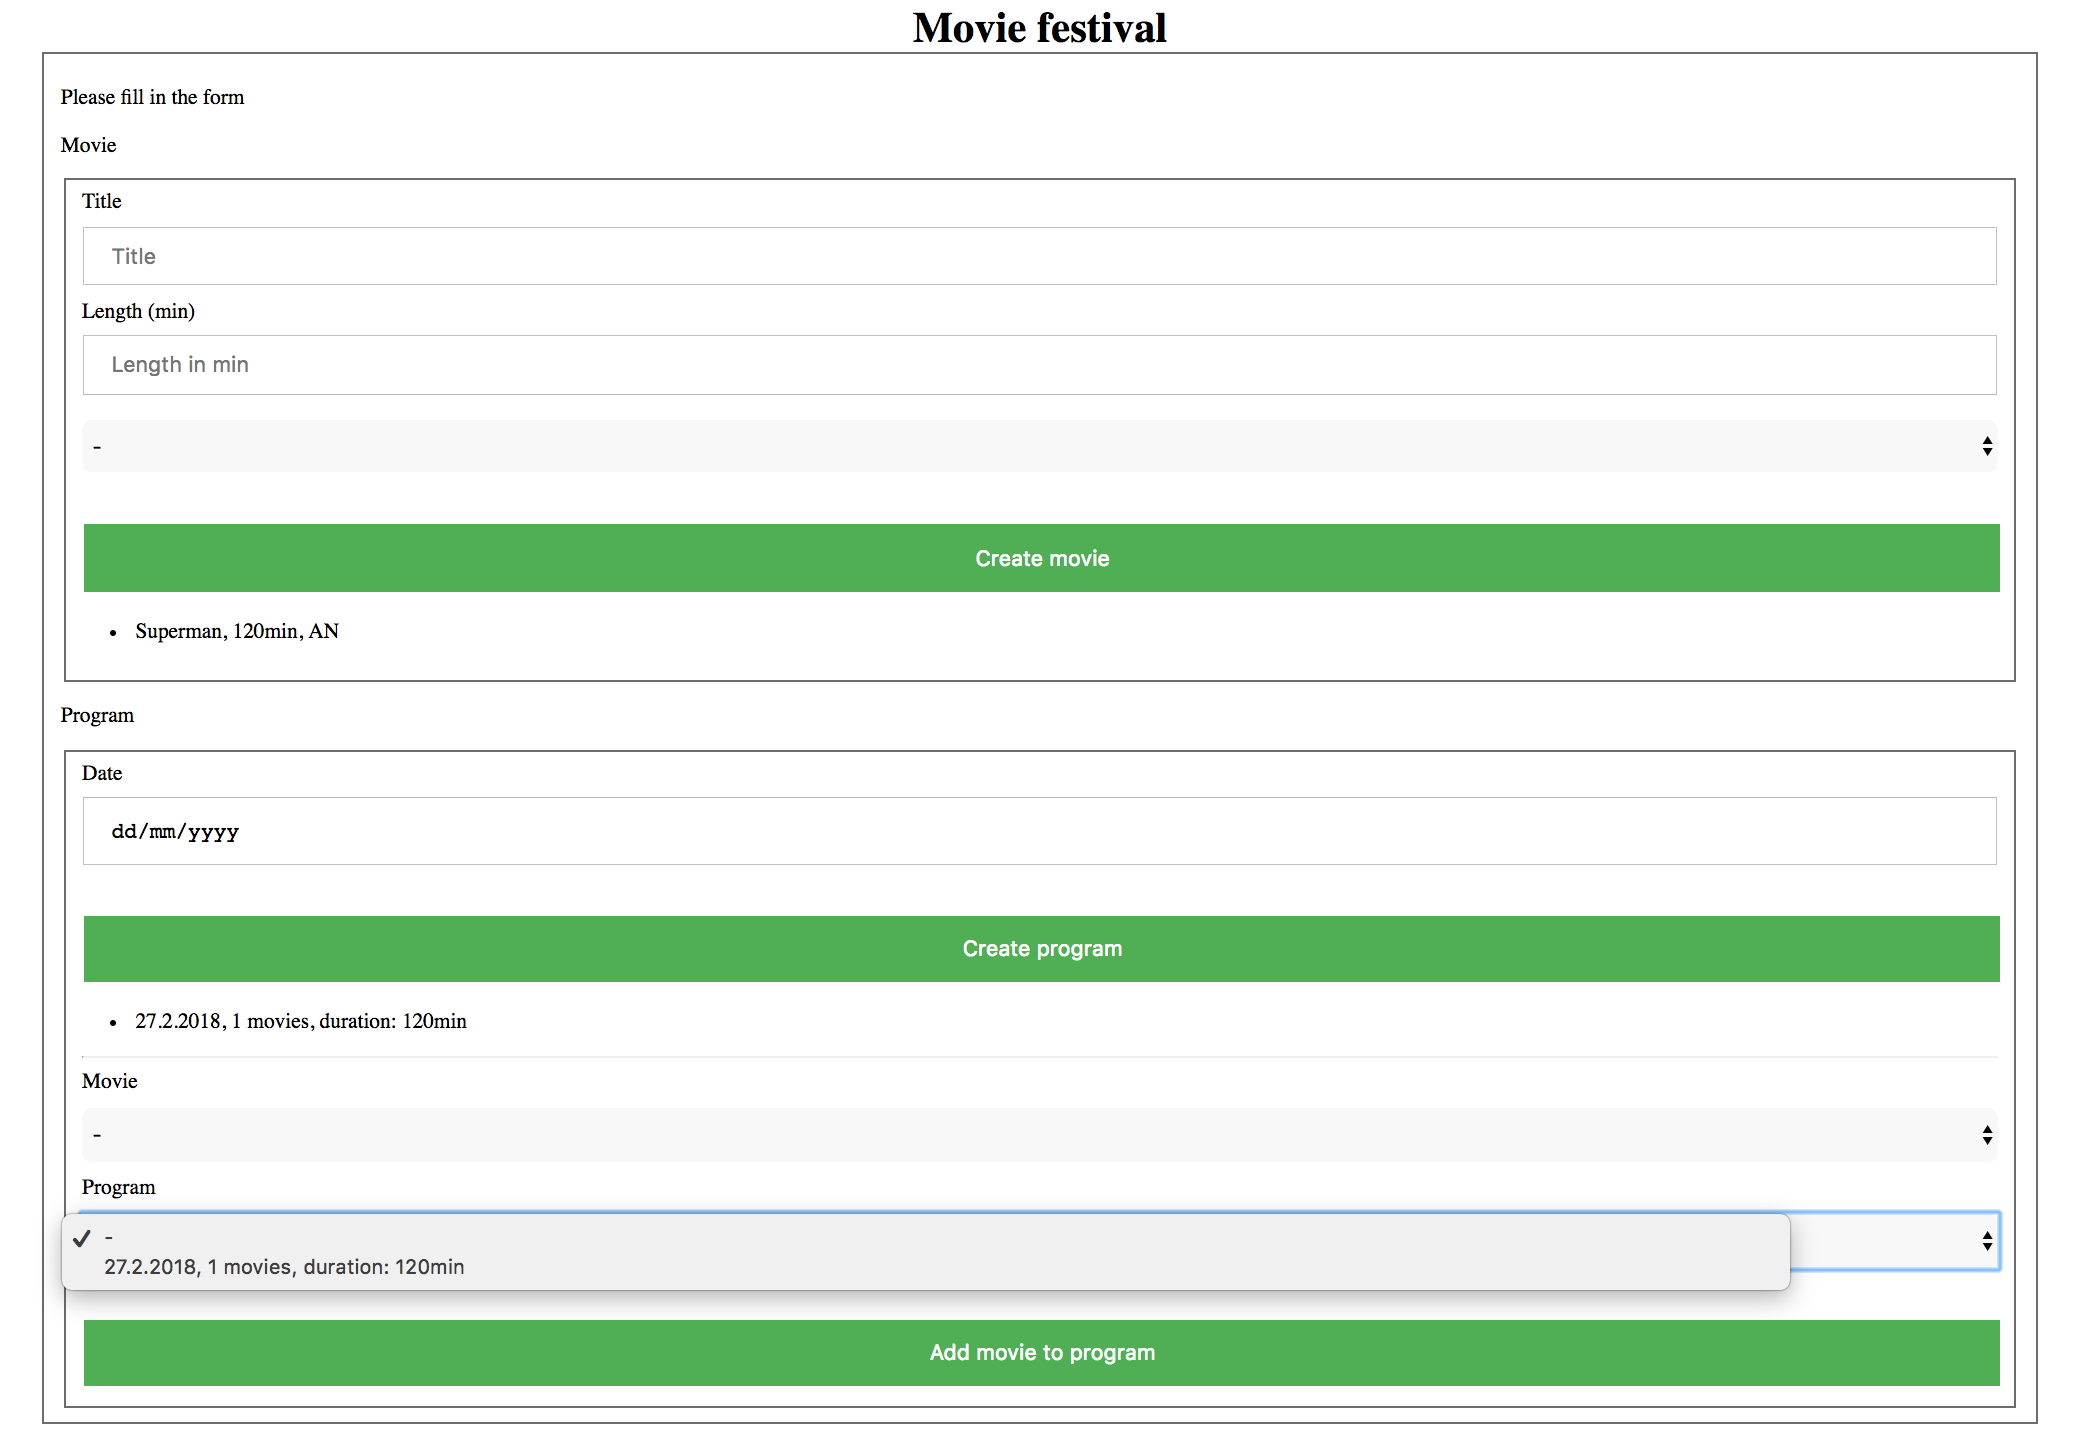 Movie festival
Please fill in the form
Movie
Title
Title
Length (min)
Length in min
-
Create movie
• Superman, 120min, AN
Program
Date
dd/mm/yyyy
Create program
• 27.2.2018, 1 movies, duration: 120min
Movie
-
Program
✓ -
27.2.2018, 1 movies, duration: 120min
Add movie to program